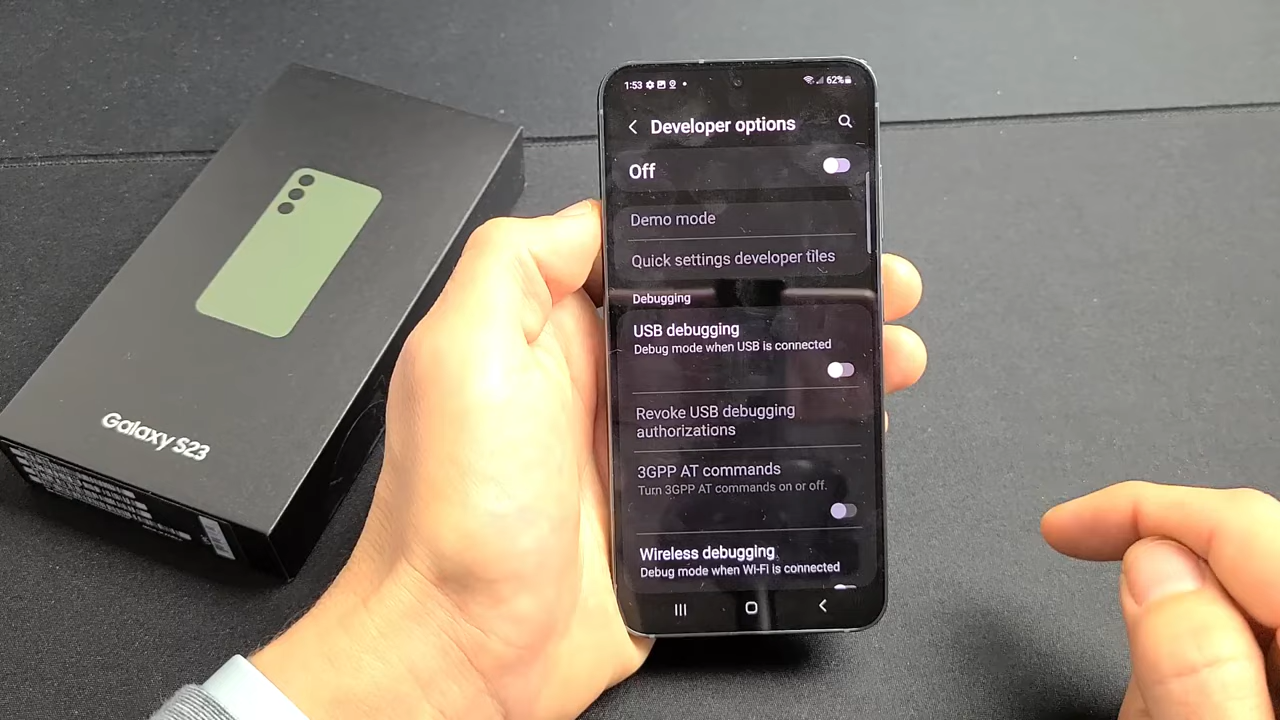 1:53
62%
Developer options
Off
Demo mode
Quick settings developer tiles
Debugging
USB debugging
Debug mode when USB is connected
Revoke USB debugging
authorizations
3GPP AT commands
Turn 3GPP AT commands on or off.
Wireless debugging
Debug mode when Wi-Fi is connected
Galaxy S23